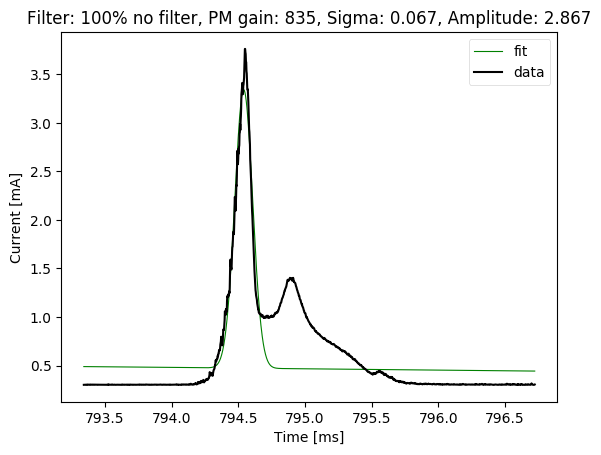 Filter: 100% no filter, PM gain: 835, Sigma: 0.067, Amplitude: 2.867
fit
data
3.5
3.0
2.5
2.0
1.5
1.0
0.5
Current [mA]
793.5 794.0 794.5 795.0 795.5 796.0 796.5
Time [ms]